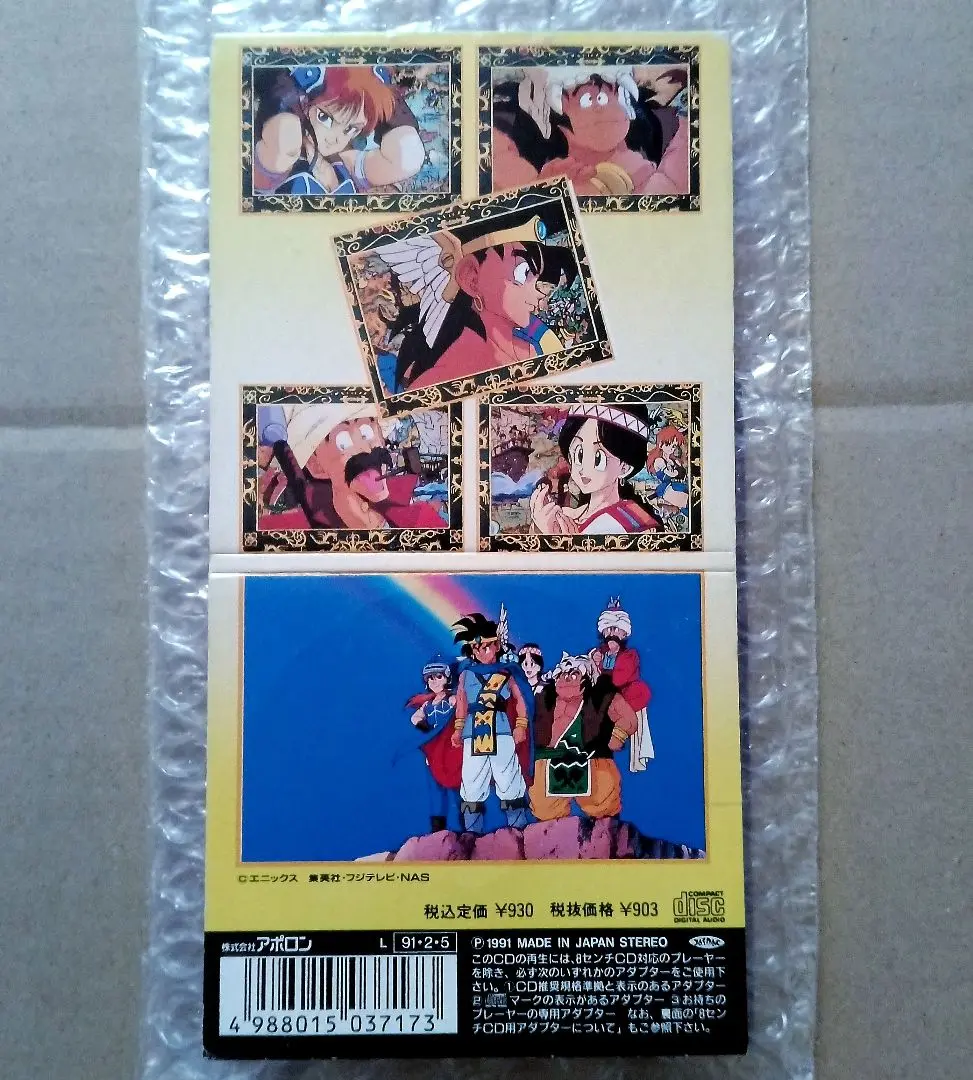 ©エニックス 集英社・フジテレビ・NAS
税込定価 ¥930 税抜価格 ¥903
COMPACT
disc
DIGITAL AUDIO
株式会社アポロン
L 91・2・5
Ⓟ1991 MADE IN JAPAN STEREO
このCDの再生には、8センチCD対応のプレーヤー
を除き、必ず次のいずれかのアダプターをご使用下
さい。1 CD推奨規格準拠と表示のあるアダプター
2 マークの表示があるアダプター 3 お持ちの
プレーヤーの専用アダプター なお、裏面の「8セン
チCD用アダプターについて」もご参照下さい。
4 988015 037173